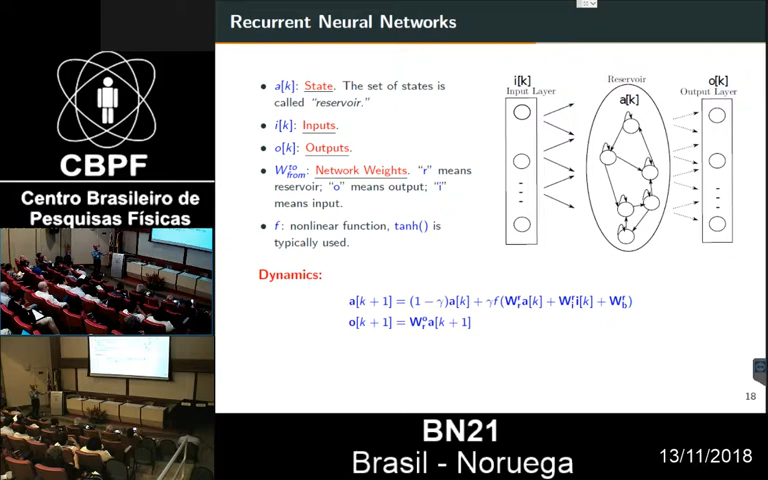 Recurrent Neural Networks
CBPF
Centro Brasileiro de
Pesquisas Físicas
• a[k]: State. The set of states is
called “reservoir.”
• i[k]: Inputs.
• o[k]: Outputs.
• W^to_from: Network Weights. “r” means
reservoir; “o” means output; “i”
means input.
• f: nonlinear function, tanh() is
typically used.
i[k]
Input Layer
Reservoir
a[k]
o[k]
Output Layer
Dynamics:
a[k + 1] = (1 − γ)a[k] + γf(W^r_r a[k] + W^r_i i[k] + W^r_b)
o[k + 1] = W^o_r a[k + 1]
18
BN21
Brasil - Noruega
13/11/2018